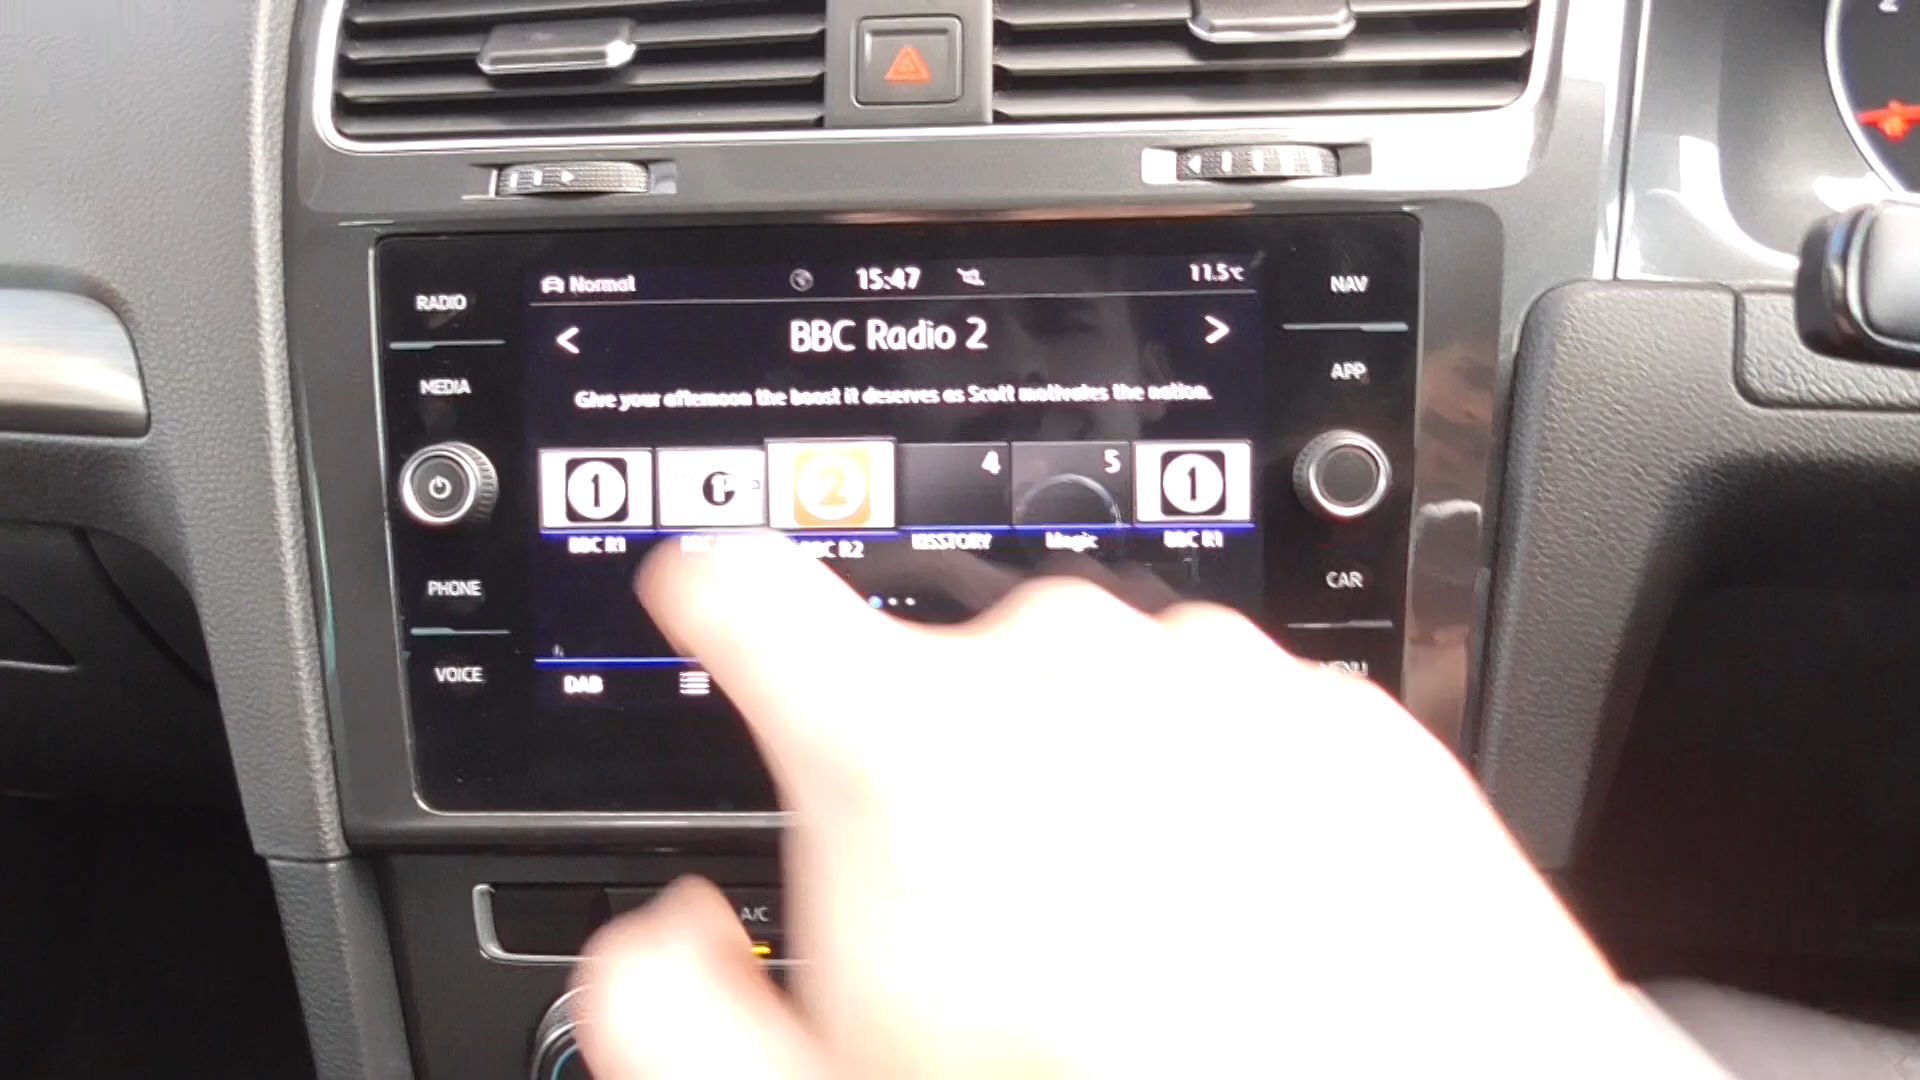 RADIO
MEDIA
PHONE
VOICE
Normal
15:47
11.5°C
< BBC Radio 2 >
Give your afternoon the boost it deserves as Scott motivates the nation.
1
2
4
5
1
BBC R1
BBC R2
Magic
BBC R1
DAB
NAV
APP
CAR
MENU
A/C
2